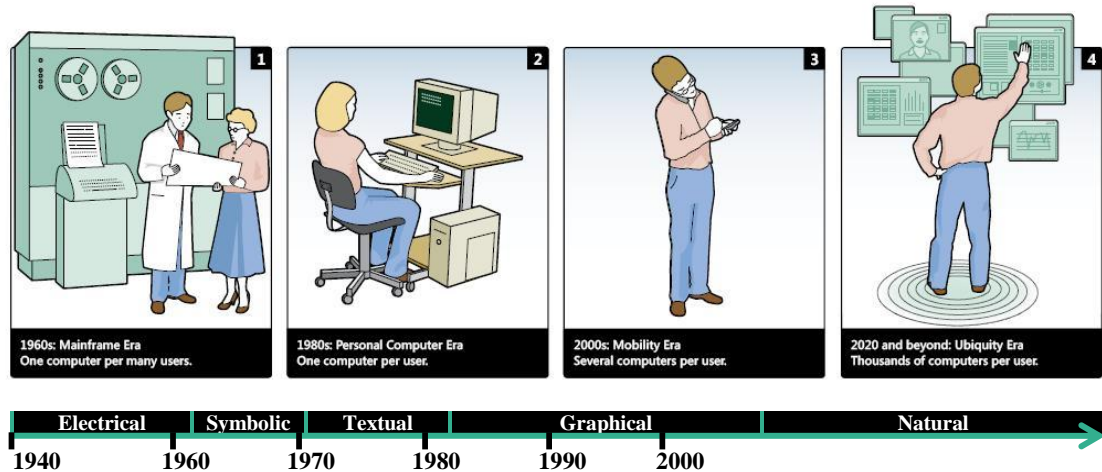 1
1960s: Mainframe Era
One computer per many users.
2
1980s: Personal Computer Era
One computer per user.
3
2000s: Mobility Era
Several computers per user.
4
2020 and beyond: Ubiquity Era
Thousands of computers per user.
Electrical Symbolic Textual Graphical Natural
1940 1960 1970 1980 1990 2000